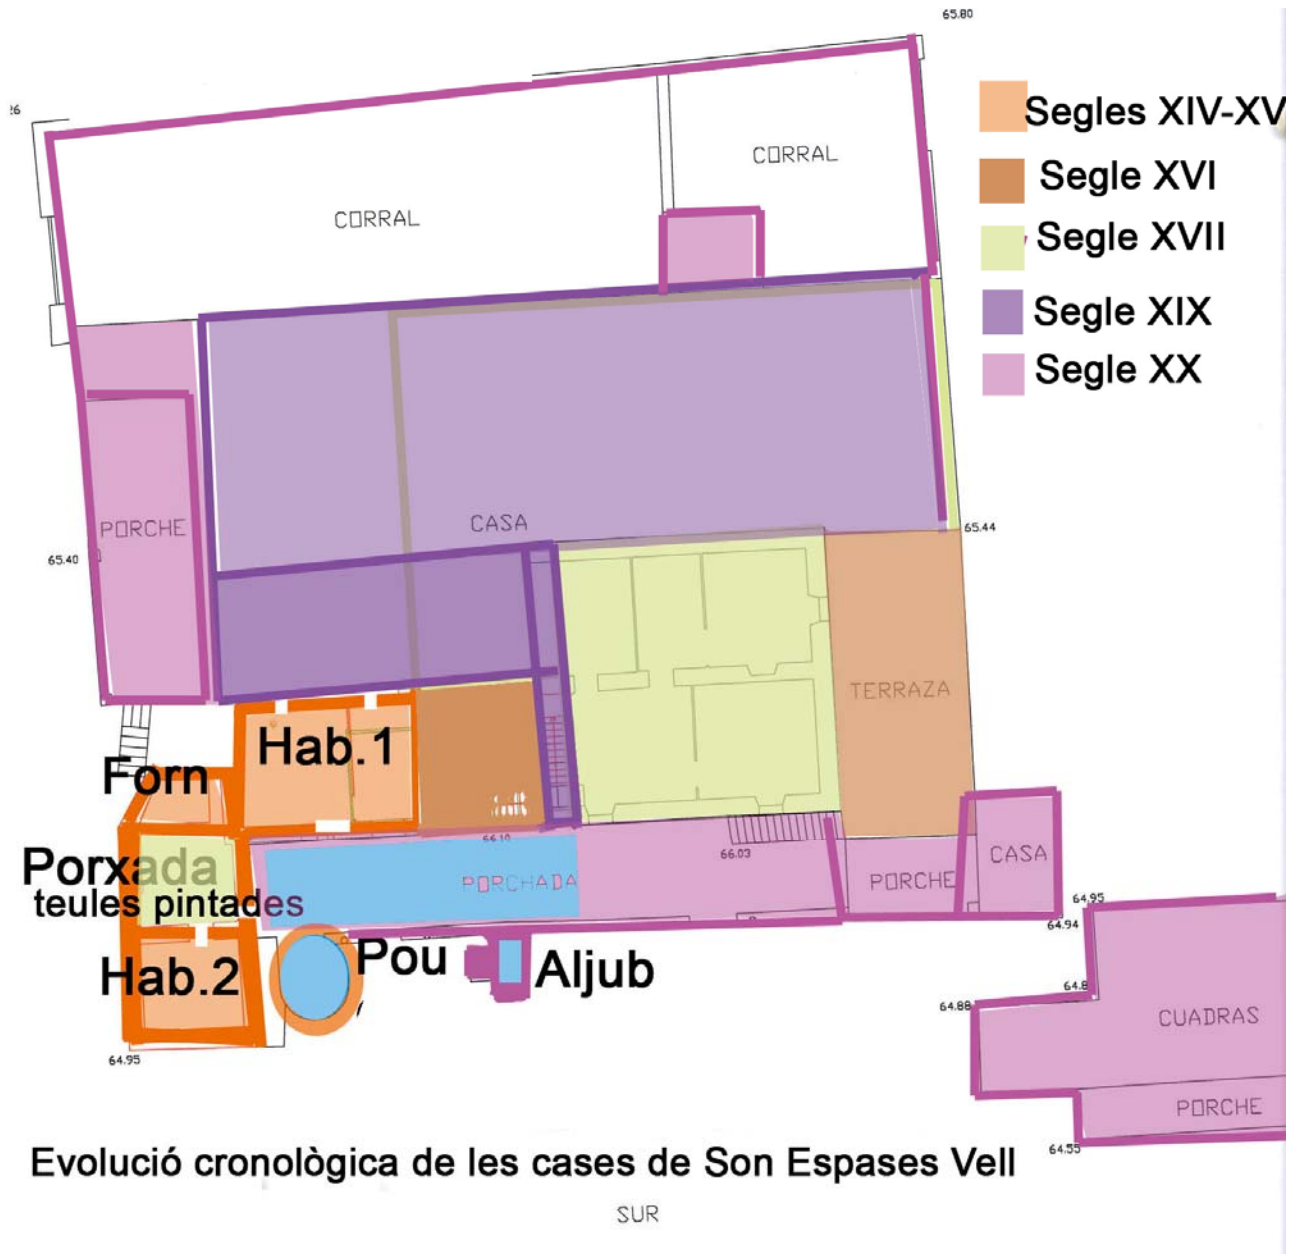 65.80
26
Segles XIV-XV
CORRAL
Segle XVI
CORRAL
Segle XVII
Segle XIX
Segle XX
PORCHE
CASA
65.44
65.40
TERRAZA
Hab.1
Forn
66.10
66.03
Porxada
teules pintades
PORCHADA
PORCHE
CASA
64.95
64.94
Pou
Aljub
Hab.2
64.8
64.88
CUADRAS
64.95
PORCHE
64.55
Evolució cronològica de les cases de Son Espases Vell
SUR